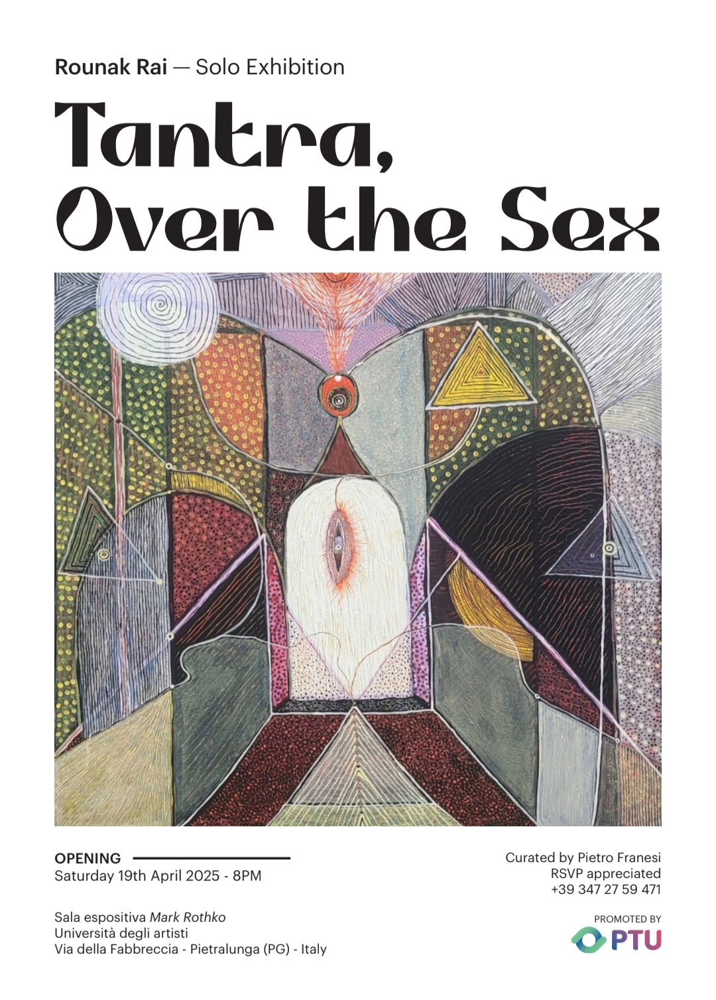 Rounak Rai — Solo Exhibition
Tantra,
Over the Sex
OPENING
Saturday 19th April 2025 - 8PM
Sala espositiva Mark Rothko
Università degli artisti
Via della Fabbreccia - Pietralunga (PG) - Italy
Curated by Pietro Franesi
RSVP appreciated
+39 347 27 59 471
PROMOTED BY
PTU